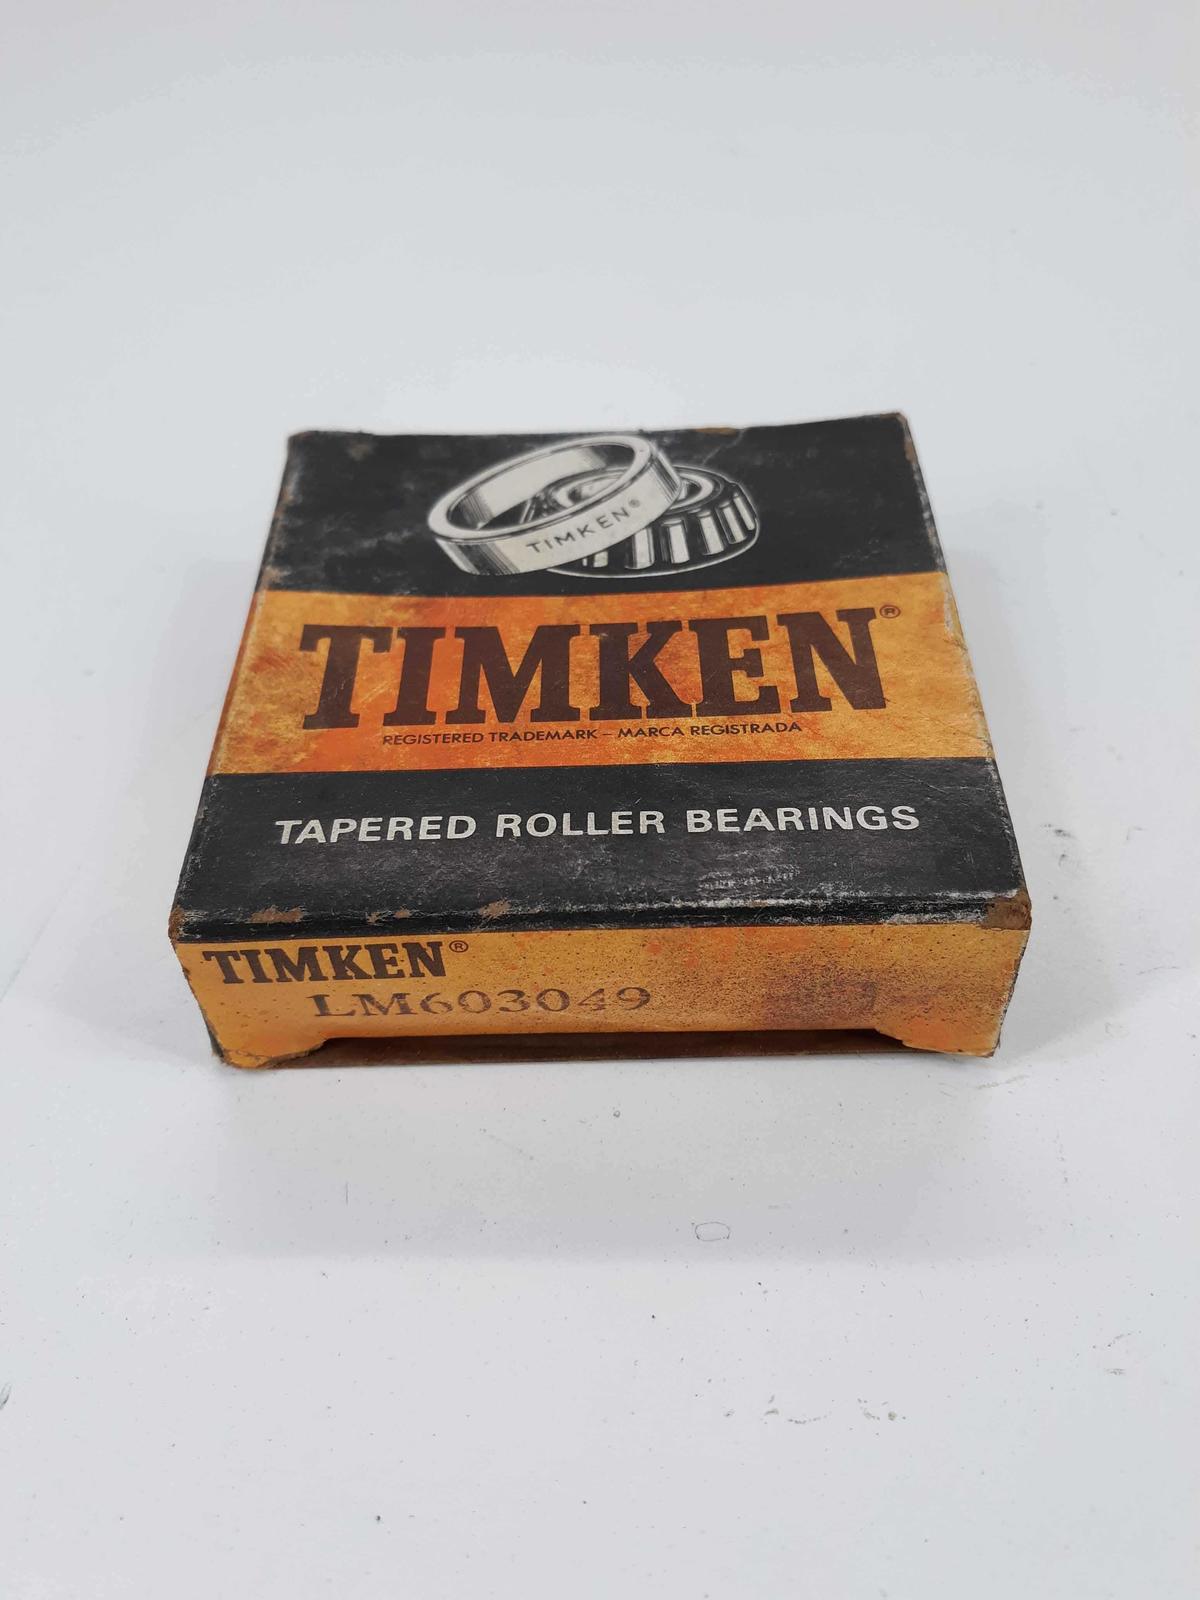 TIMKEN®
TIMKEN®
REGISTERED TRADEMARK – MARCA REGISTRADA
TAPERED ROLLER BEARINGS
TIMKEN®
LM603049